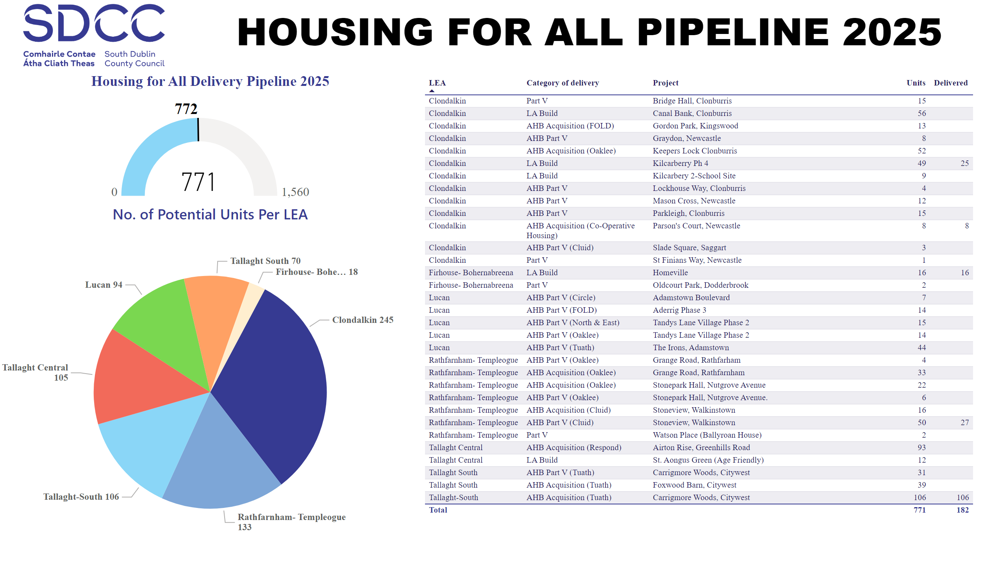 SDCC
Comhairle Contae
Átha Cliath Theas
South Dublin
County Council
HOUSING FOR ALL PIPELINE 2025
Housing for All Delivery Pipeline 2025
772
771
0
1,560
No. of Potential Units Per LEA
Tallaght South 70
Firhouse- Bohe… 18
Lucan 94
Clondalkin 245
Tallaght Central
105
Tallaght-South 106
Rathfarnham- Templeogue
133
LEA Category of delivery Project Units Delivered
Clondalkin Part V Bridge Hall, Clonburris 15
Clondalkin LA Build Canal Bank, Clonburris 56
Clondalkin AHB Acquisition (FOLD) Gordon Park, Kingswood 13
Clondalkin AHB Part V Graydon, Newcastle 8
Clondalkin AHB Acquisition (Oaklee) Keepers Lock Clonburris 52
Clondalkin LA Build Kilcarberry Ph 4 49 25
Clondalkin LA Build Kilcarbery 2-School Site 9
Clondalkin AHB Part V Lockhouse Way, Clonburris 4
Clondalkin AHB Part V Mason Cross, Newcastle 12
Clondalkin AHB Part V Parkleigh, Clonburris 15
Clondalkin AHB Acquisition (Co-Operative Parson's Court, Newcastle 8 8
Housing)
Clondalkin AHB Part V (Cluid) Slade Square, Saggart 3
Clondalkin Part V St Finians Way, Newcastle 1
Firhouse- Bohernabreena LA Build Homeville 16 16
Firhouse- Bohernabreena Part V Oldcourt Park, Dodderbrook 2
Lucan AHB Part V (Circle) Adamstown Boulevard 7
Lucan AHB Part V (FOLD) Aderrig Phase 3 14
Lucan AHB Part V (North & East) Tandys Lane Village Phase 2 15
Lucan AHB Part V (Oaklee) Tandys Lane Village Phase 2 14
Lucan AHB Part V (Tuath) The Irons, Adamstown 44
Rathfarnham- Templeogue AHB Part V (Oaklee) Grange Road, Rathfarham 4
Rathfarnham- Templeogue AHB Acquisition (Oaklee) Grange Road, Rathfarnham 33
Rathfarnham- Templeogue AHB Acquisition (Oaklee) Stonepark Hall, Nutgrove Avenue 22
Rathfarnham- Templeogue AHB Part V (Oaklee) Stonepark Hall, Nutgrove Avenue. 6
Rathfarnham- Templeogue AHB Acquisition (Cluid) Stoneview, Walkinstown 16
Rathfarnham- Templeogue AHB Part V (Cluid) Stoneview, Walkinstown 50 27
Rathfarnham- Templeogue Part V Watson Place (Ballyroan House) 2
Tallaght Central AHB Acquisition (Respond) Airton Rise, Greenhills Road 93
Tallaght Central LA Build St. Aongus Green (Age Friendly) 12
Tallaght South AHB Part V (Tuath) Carrigmore Woods, Citywest 31
Tallaght South AHB Acquisition (Tuath) Foxwood Barn, Citywest 39
Tallaght-South AHB Acquisition (Tuath) Carrigmore Woods, Citywest 106 106
Total 771 182